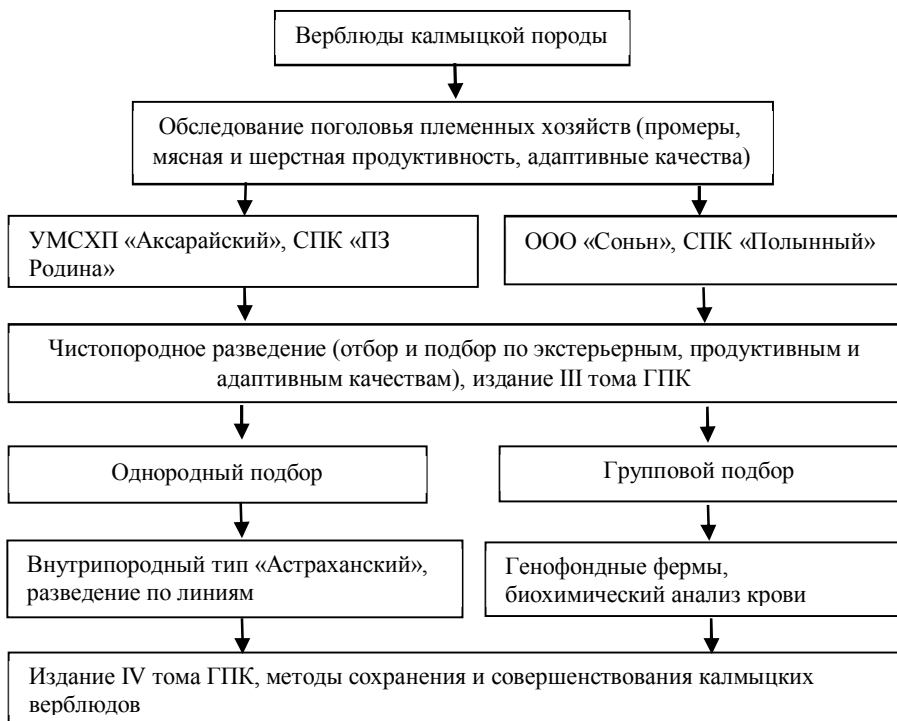 Верблюды калмыцкой породы
Обследование поголовья племенных хозяйств (промеры,
мясная и шерстная продуктивность, адаптивные качества)
УМСХП «Аксарайский», СПК «ПЗ
Родина»
ООО «Соньн», СПК «Полынный»
Чистопородное разведение (отбор и подбор по экстерьерным, продуктивным и
адаптивным качествам), издание III тома ГПК
Однородный подбор
Групповой подбор
Внутрипородный тип «Астраханский»,
разведение по линиям
Генофондные фермы,
биохимический анализ крови
Издание IV тома ГПК, методы сохранения и совершенствования калмыцких
верблюдов